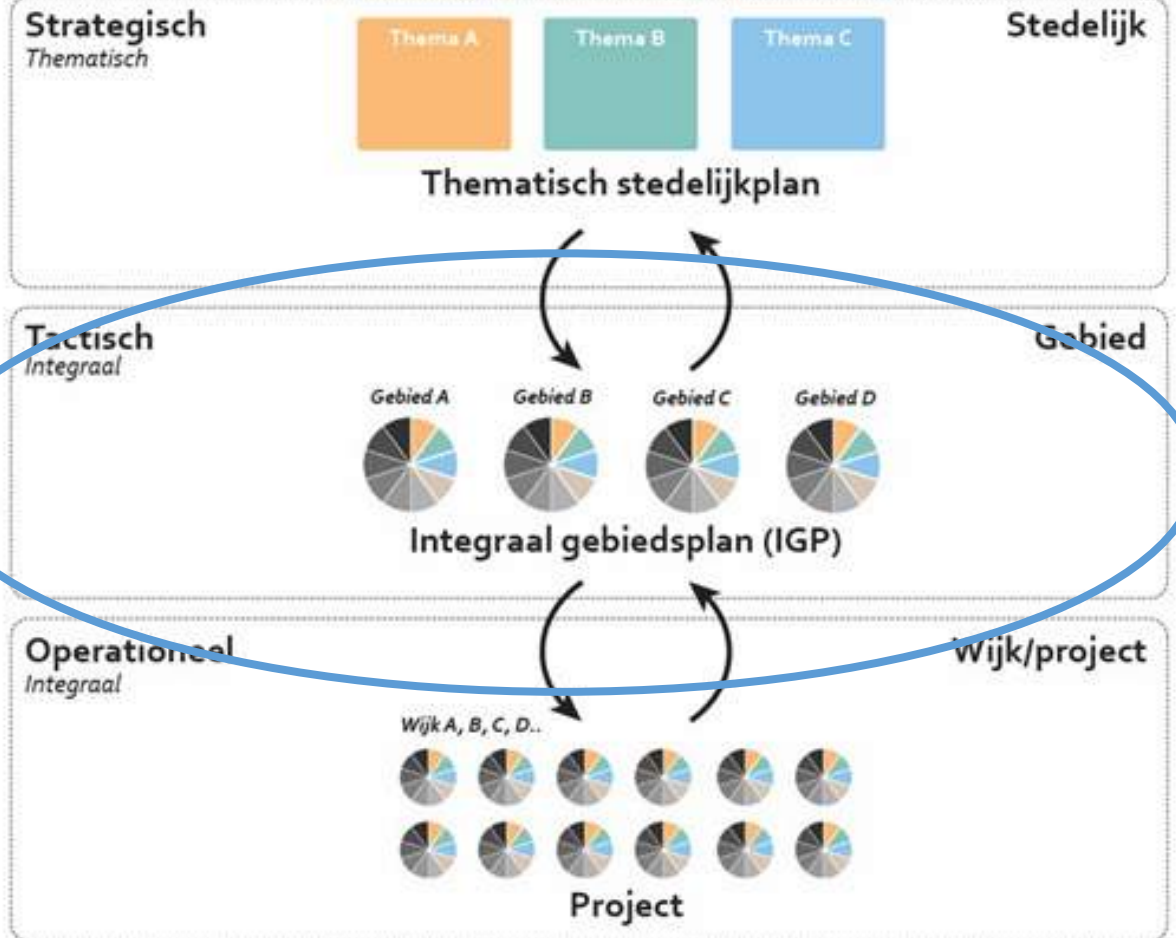 Strategisch
Thematisch
Thema A
Thema B
Thema C
Stedelijk
Thematisch stedelijkplan
Tactisch
Integraal
Gebied
Gebied A
Gebied B
Gebied C
Gebied D
Integraal gebiedsplan (IGP)
Operationeel
Integraal
Wijk/project
Wijk A, B, C, D..
Project